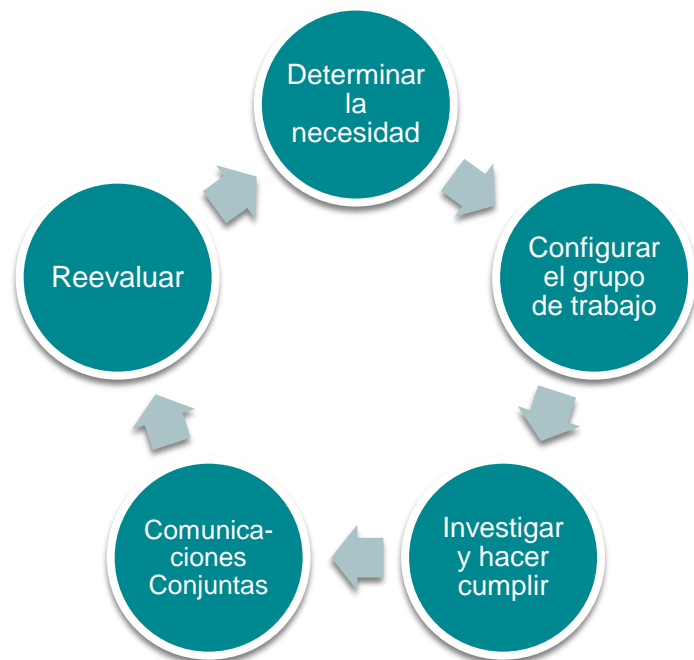 Determinar
la
necesidad
Configurar
el grupo
de trabajo
Investigar
y hacer
cumplir
Comunica-
ciones
Conjuntas
Reevaluar